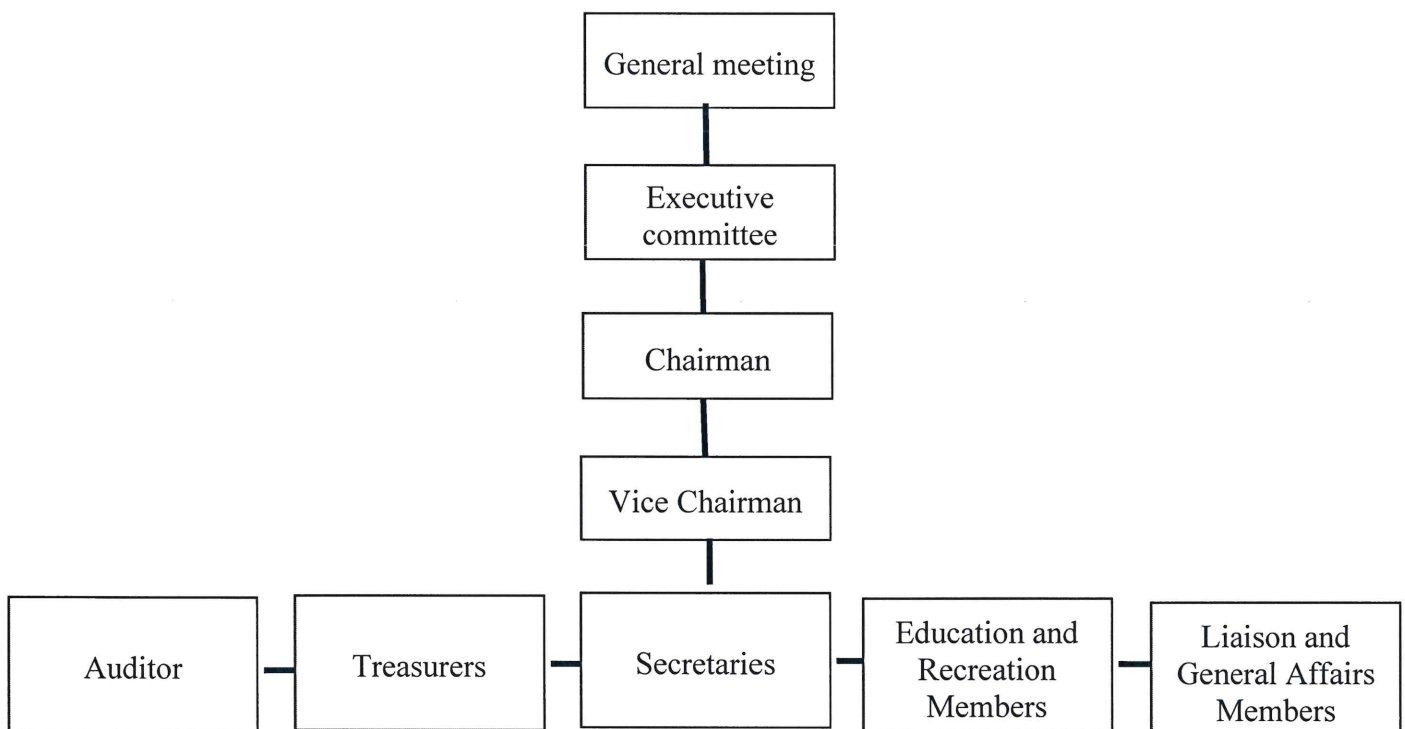 General meeting
Executive
committee
Chairman
Vice Chairman
Auditor
Treasurers
Secretaries
Education and
Recreation
Members
Liaison and
General Affairs
Members